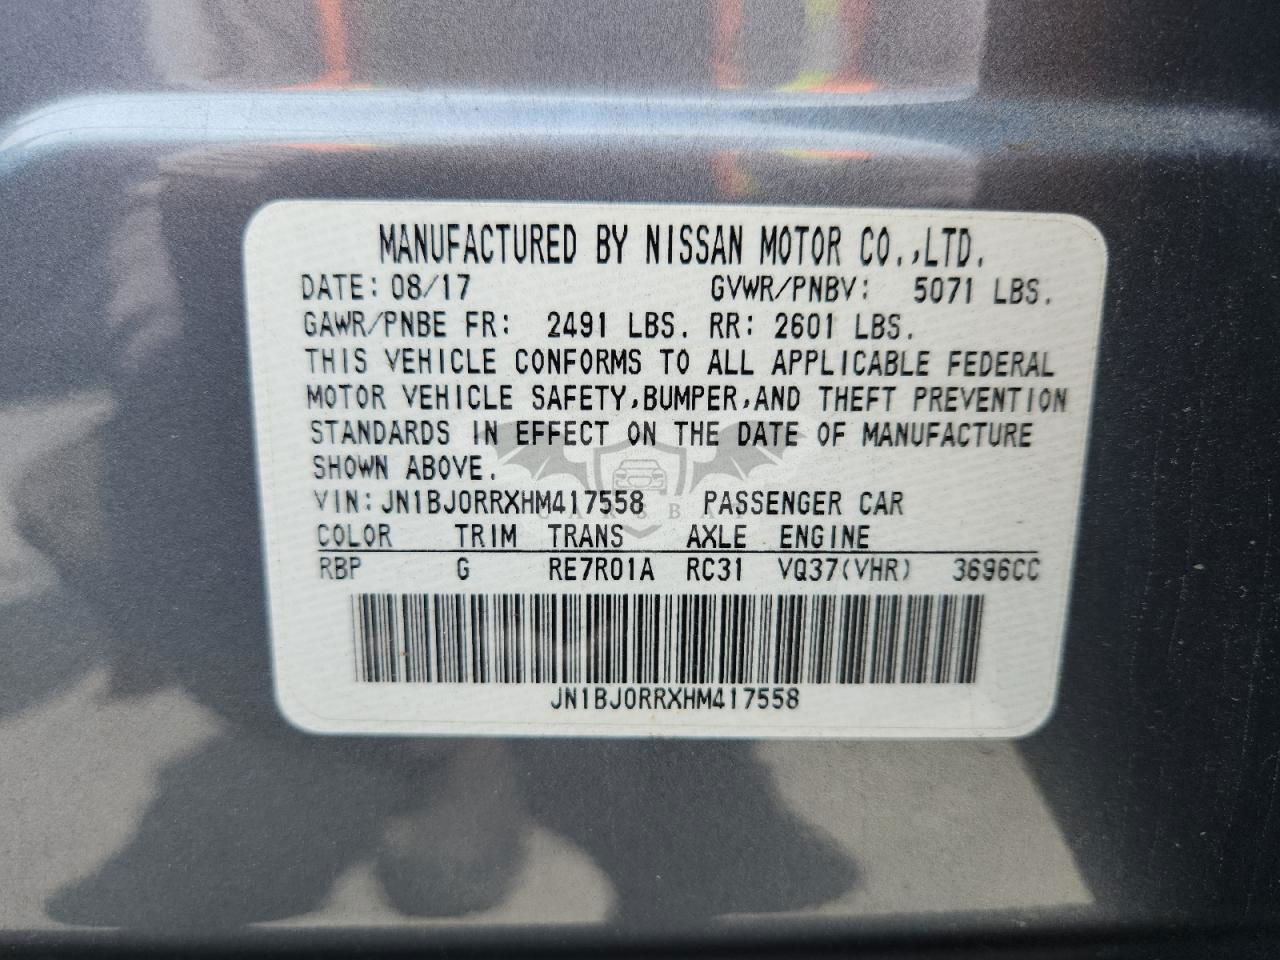 MANUFACTURED BY NISSAN MOTOR CO.,LTD.
DATE: 08/17 GVWR/PNBV: 5071 LBS.
GAWR/PNBE FR: 2491 LBS. RR: 2601 LBS.
THIS VEHICLE CONFORMS TO ALL APPLICABLE FEDERAL
MOTOR VEHICLE SAFETY,BUMPER,AND THEFT PREVENTION
STANDARDS IN EFFECT ON THE DATE OF MANUFACTURE
SHOWN ABOVE.
VIN:JN1BJ0RRXHM417558 PASSENGER CAR
COLOR TRIM TRANS AXLE ENGINE
RBP G RE7R01A RC31 VQ37(VHR) 3696CC
JN1BJ0RRXHM417558